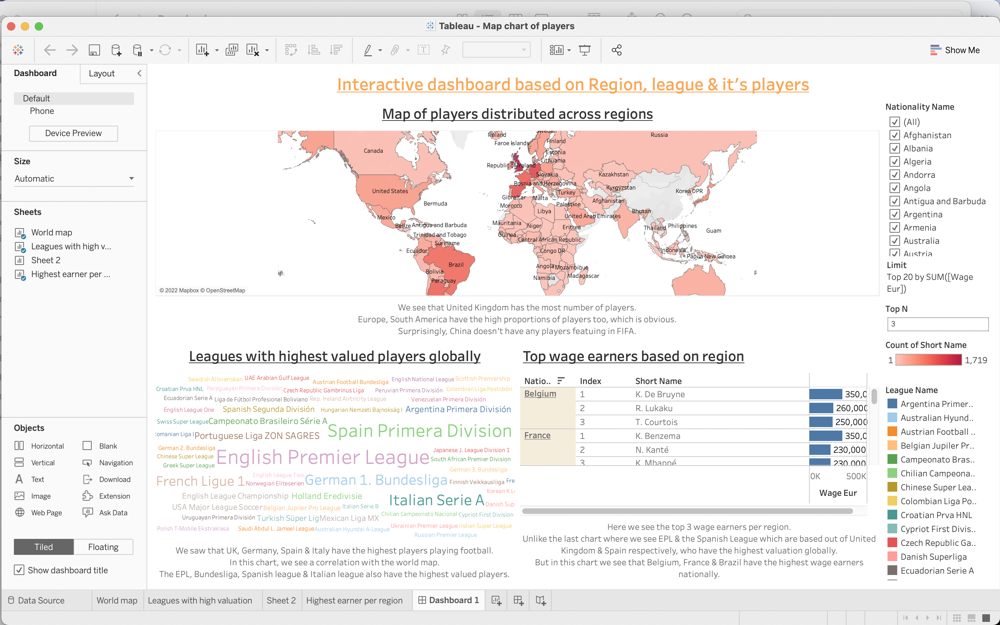 Tableau - Map chart of players
Show Me
Dashboard
Layout
Default
Phone
Device Preview
Size
Automatic
Sheets
World map
Leagues with high v...
Sheet 2
Highest earner per ...
Objects
Horizontal
Blank
Vertical
Navigation
Text
Download
Image
Extension
Web Page
Ask Data
Tiled
Floating
Show dashboard title
Interactive dashboard based on Region, league & it's players
Map of players distributed across regions
Iceland
Sweden
Russia
Faroe Islands
Finland
Canada
Estonia
Lithuania
Republic of Ireland
Slovakia
Kazakhstan
Bosnia and Herzegovina
Kyrgyzstan
United States
Turkey
Korea DPR
Gibraltar
Malta
Afghanistan
Bermuda
Morocco
Palestine
Libya
Bhutan
Mexico
United Arab Emirates
Mauritania
Belize
Antigua and Barbuda
Niger
Eritrea
Thailand
Philippines
Guam
Trinidad and Tobago
Guinea
Central African Republic
Suriname
Ecuador
Congo DR
Indonesia
Papua New Guinea
Brazil
Angola
Mozambique
Bolivia
Madagascar
Namibia
Paraguay
F
© 2022 Mapbox © OpenStreetMap
We see that United Kingdom has the most number of players.
Europe, South America have the high proportions of players too, which is obvious.
Surprisingly, China doesn't have any players featuing in FIFA.
Leagues with highest valued players globally
Swedish Allsvenskan
UAE Arabian Gulf League
Austrian Football Bundesliga
English National League
Scottish Premiership
Croatian Prva HNL
Paraguayan Primera División
Czech Republic Gambrinus Liga
Peruvian Primera División
Colombian Liga Postobón
Ecuadorian Serie A
Liga de Fútbol Profesional Boliviano
Rep. Ireland Airtricity League
Venezuelan Primera División
English League One
Spanish Segunda División
Hungarian Nemzeti Bajnokság I
Argentina Primera División
Swiss Super League
Campeonato Brasileiro Série A
Spain Primera Division
omanian Liga I
Portuguese Liga ZON SAGRES
German 2. Bundesliga
Japanese J. League Division 1
Chinese Super League
English Premier League
South African Premier Division
Greek Super League
German 3. Bundesliga
English League Two
French Ligue 1
Norwegian Eliteserien
German 1. Bundesliga
Finnish Veikkausliiga
Fre
Korean K L
English League Championship
Holland Eredivisie
Italian Serie A
Danish Sup
USA Major League Soccer
Belgian Jupiler Pro League
Italian Serie B
Uruguayan Primera División
Turkish Süper Lig
Mexican Liga MX
Chilian Campeonato Nacional
Cypriot First Division
Polish T-Mobile Ekstraklasa
Saudi Abdul L. Jameel League
Australian Hyundai A-League
Ukrainian Premier League
Indian Super League
Russian Premier League
We saw that UK, Germany, Spain & Italy have the highest players playing football.
In this chart, we see a correlation with the world map.
The EPL, Bundesliga, Spanish league & Italian league also have the highest valued players.
Top wage earners based on region
Natio..
Index
Short Name
Belgium
1
K. De Bruyne
350,0
2
R. Lukaku
260,000
3
T. Courtois
250,000
France
1
K. Benzema
350,0
2
N. Kanté
230,000
3
K. Mbappé
230,000
0K
500K
Wage Eur
Here we see the top 3 wage earners per region.
Unlike the last chart where we see EPL & the Spanish League which are based out of United
Kingdom & Spain respectively, who have the highest valuation globally.
But in this chart we see that Belgium, France & Brazil have the highest wage earners
nationally.
Nationality Name
(All)
Afghanistan
Albania
Algeria
Andorra
Angola
Antigua and Barbuda
Argentina
Armenia
Australia
Austria
Limit
Top 20 by SUM([Wage
Eur])
Top N
3
Count of Short Name
1
1,719
League Name
Argentina Primer..
Australian Hyund..
Austrian Football ..
Belgian Jupiler Pr..
Campeonato Bras..
Chilian Campeona..
Chinese Super Lea..
Colombian Liga Po..
Croatian Prva HNL
Cypriot First Divis..
Czech Republic Ga..
Danish Superliga
Ecuadorian Serie A
Data Source
World map
Leagues with high valuation
Sheet 2
Highest earner per region
Dashboard 1